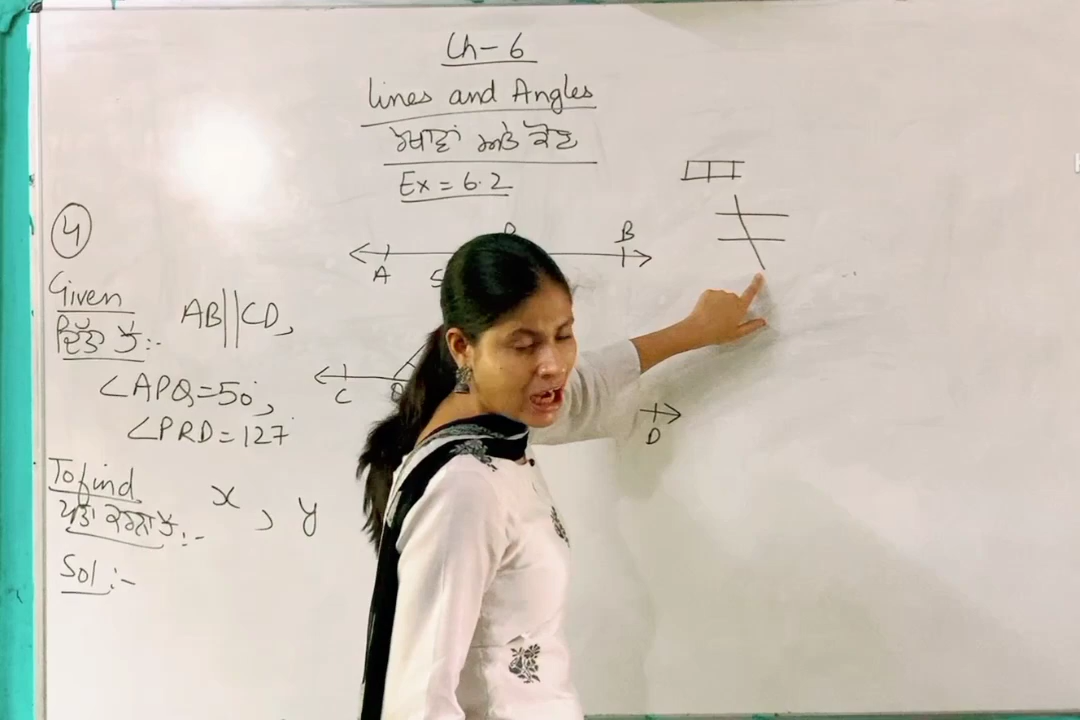 Ch-6
lines and Angles
ਰੇਖਾਵਾਂ ਅਤੇ ਕੋਣ
Ex = 6.2
4
A
B
Given
ਦਿੱਤਾ ਹੈ:-
AB||CD,
∠APQ=50°,
∠PRD=127°
C
D
To find
ਪਤਾ ਕਰਨਾ ਹੈ:-
x, y
Sol:-